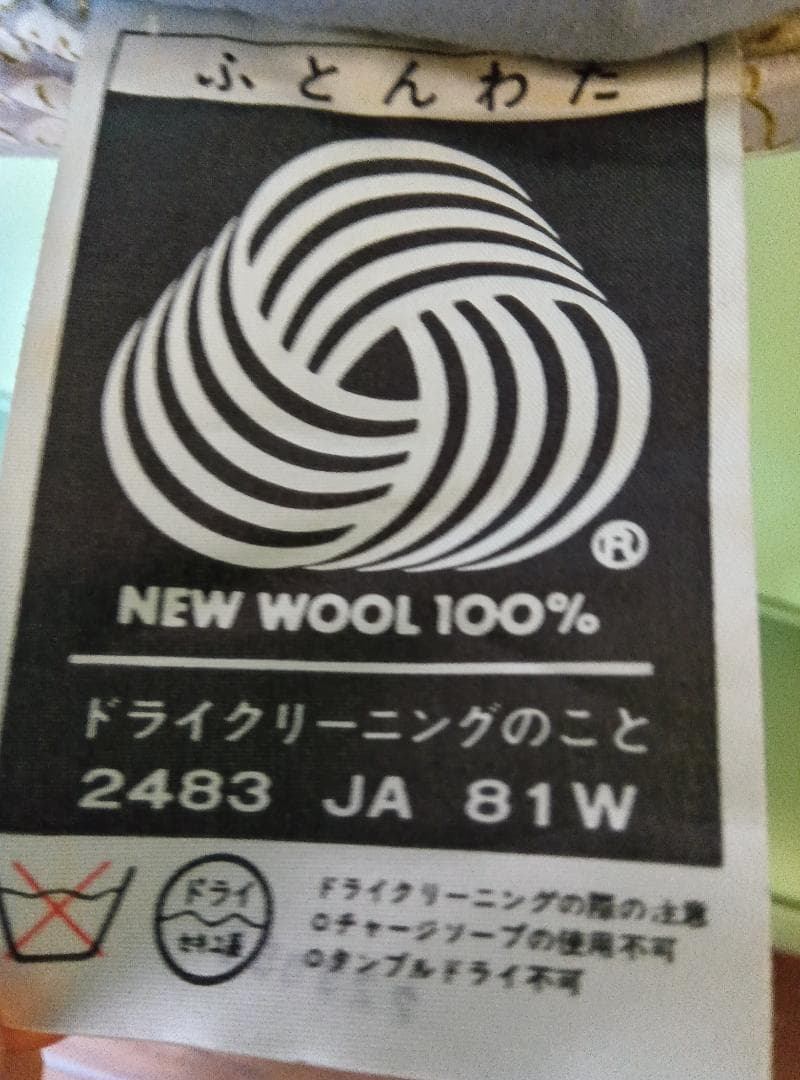 ふとんわた
®
NEW WOOL 100%
ドライクリーニングのこと
2483 JA 81W
ドライ
セキユ系
ドライクリーニングの際の注意
○チャージソープの使用不可
○タンブルドライ不可